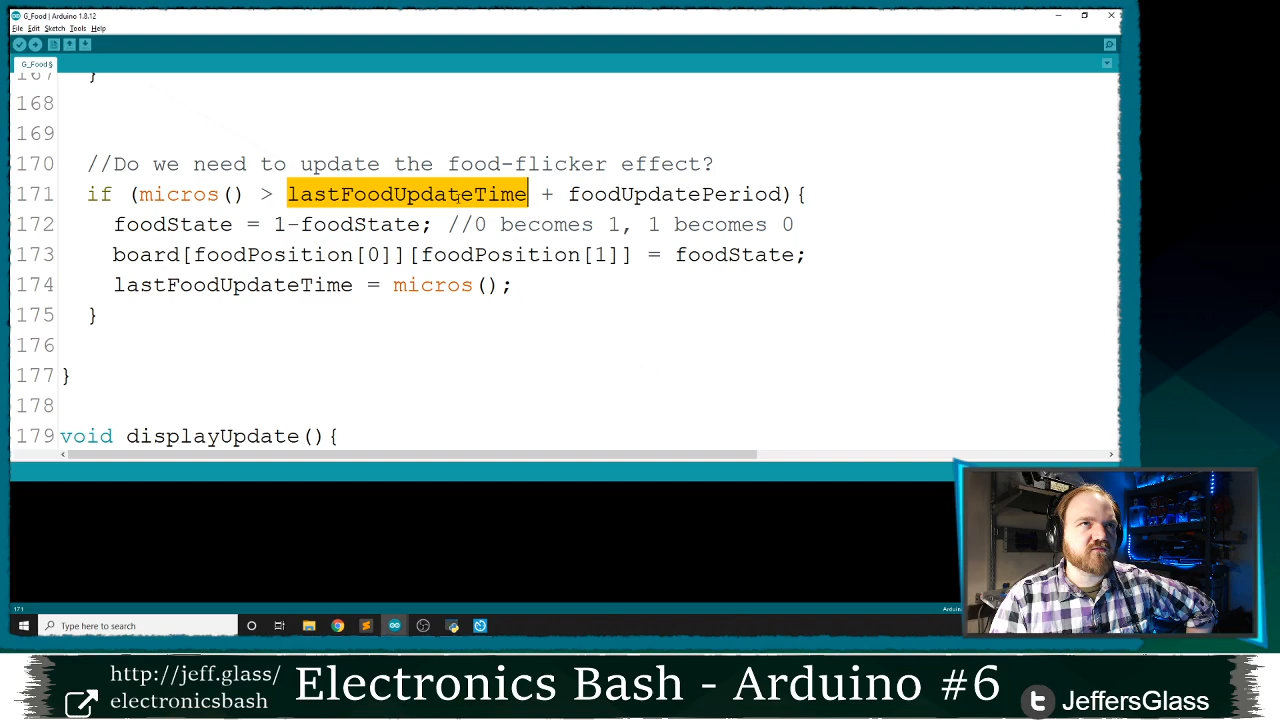 G_Food | Arduino 1.8.12
File Edit Sketch Tools Help
G_Food §
167 }
168
169
170 //Do we need to update the food-flicker effect?
171 if (micros() > lastFoodUpdateTime + foodUpdatePeriod){
172 foodState = 1-foodState; //0 becomes 1, 1 becomes 0
173 board[foodPosition[0]][foodPosition[1]] = foodState;
174 lastFoodUpdateTime = micros();
175 }
176
177 }
178
179 void displayUpdate(){
171
Arduin
Type here to search
http://jeff.glass/
electronicsbash
Electronics Bash - Arduino #6
JeffersGlass